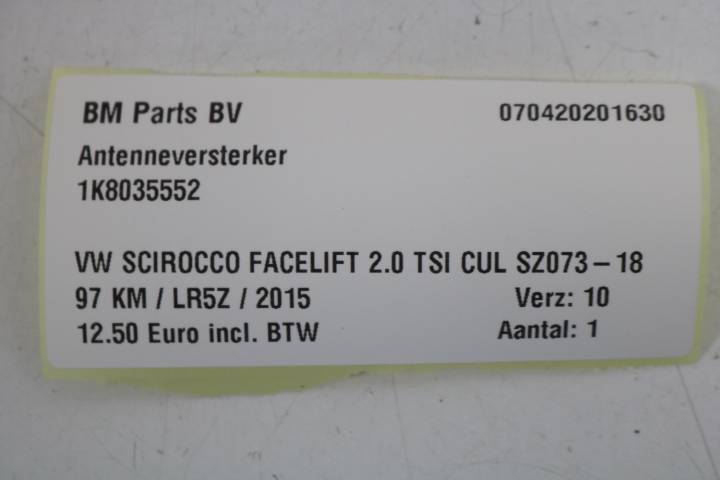 BM Parts BV 070420201630
Antenneversterker
1K8035552
VW SCIROCCO FACELIFT 2.0 TSI CUL SZ073-18
97 KM / LR5Z / 2015 Verz: 10
12.50 Euro incl. BTW Aantal: 1